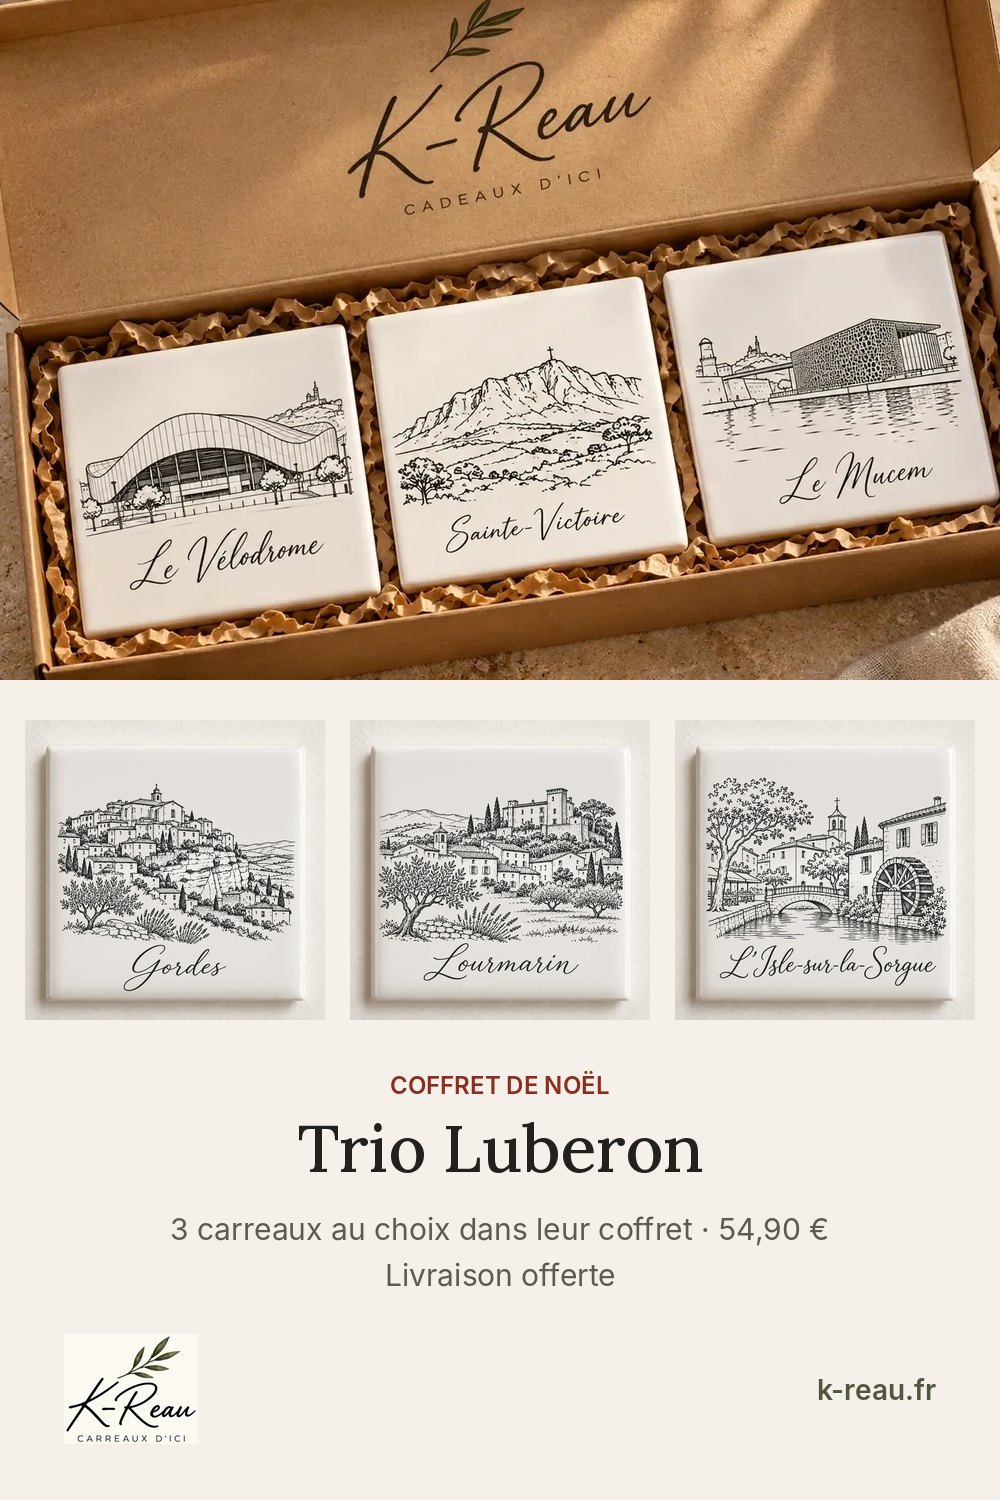 K-Reau
CADEAUX D'ICI
Le Vélodrome
Sainte-Victoire
Le Mucem
Gordes
Lourmarin
L'Isle-sur-la-Sorgue
COFFRET DE NOËL
Trio Luberon
3 carreaux au choix dans leur coffret · 54,90 €
Livraison offerte
K-Reau
CARREAUX D'ICI
k-reau.fr